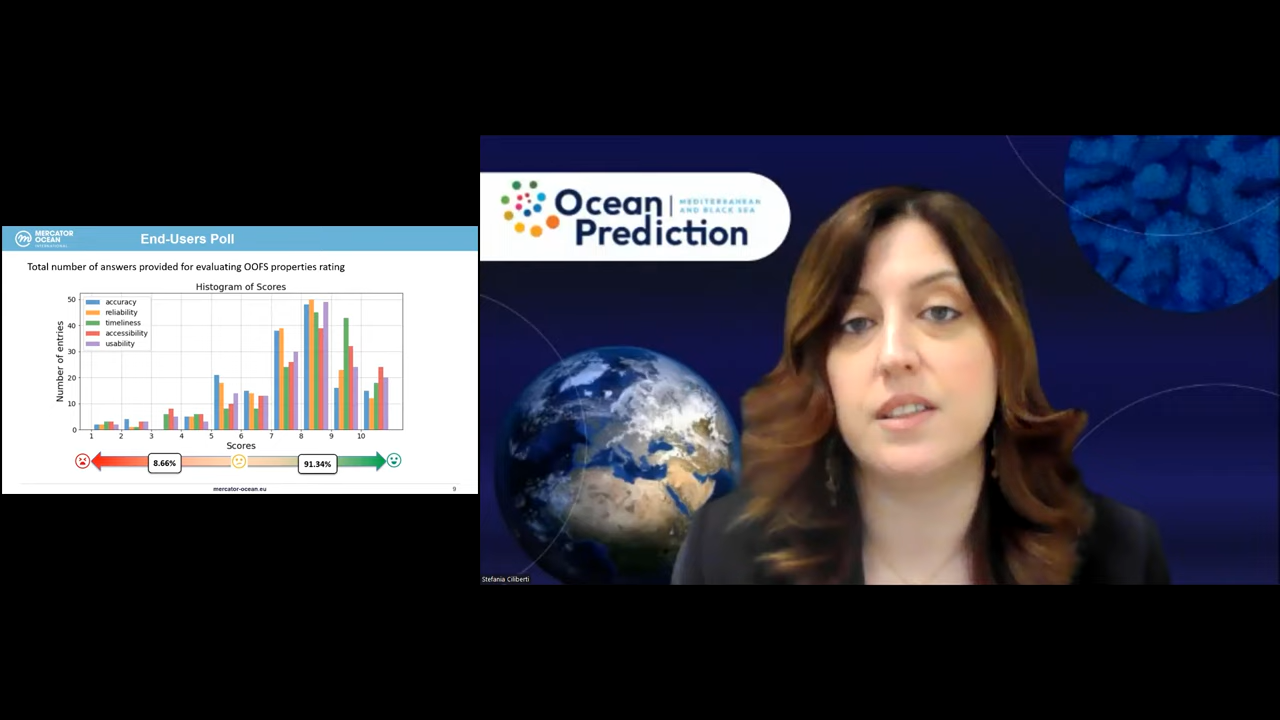 MERCATOR
OCEAN
INTERNATIONAL
End-Users Poll
Total number of answers provided for evaluating OOFS properties rating
Histogram of Scores
accuracy
reliability
timeliness
accessibility
usability
Number of entries
50
40
30
20
10
0
1 2 3 4 5 6 7 8 9 10
Scores
8.66%
91.34%
mercator-ocean.eu
9
Ocean
Prediction
MEDITERRANEAN
AND BLACK SEA
Stefania Ciliberti